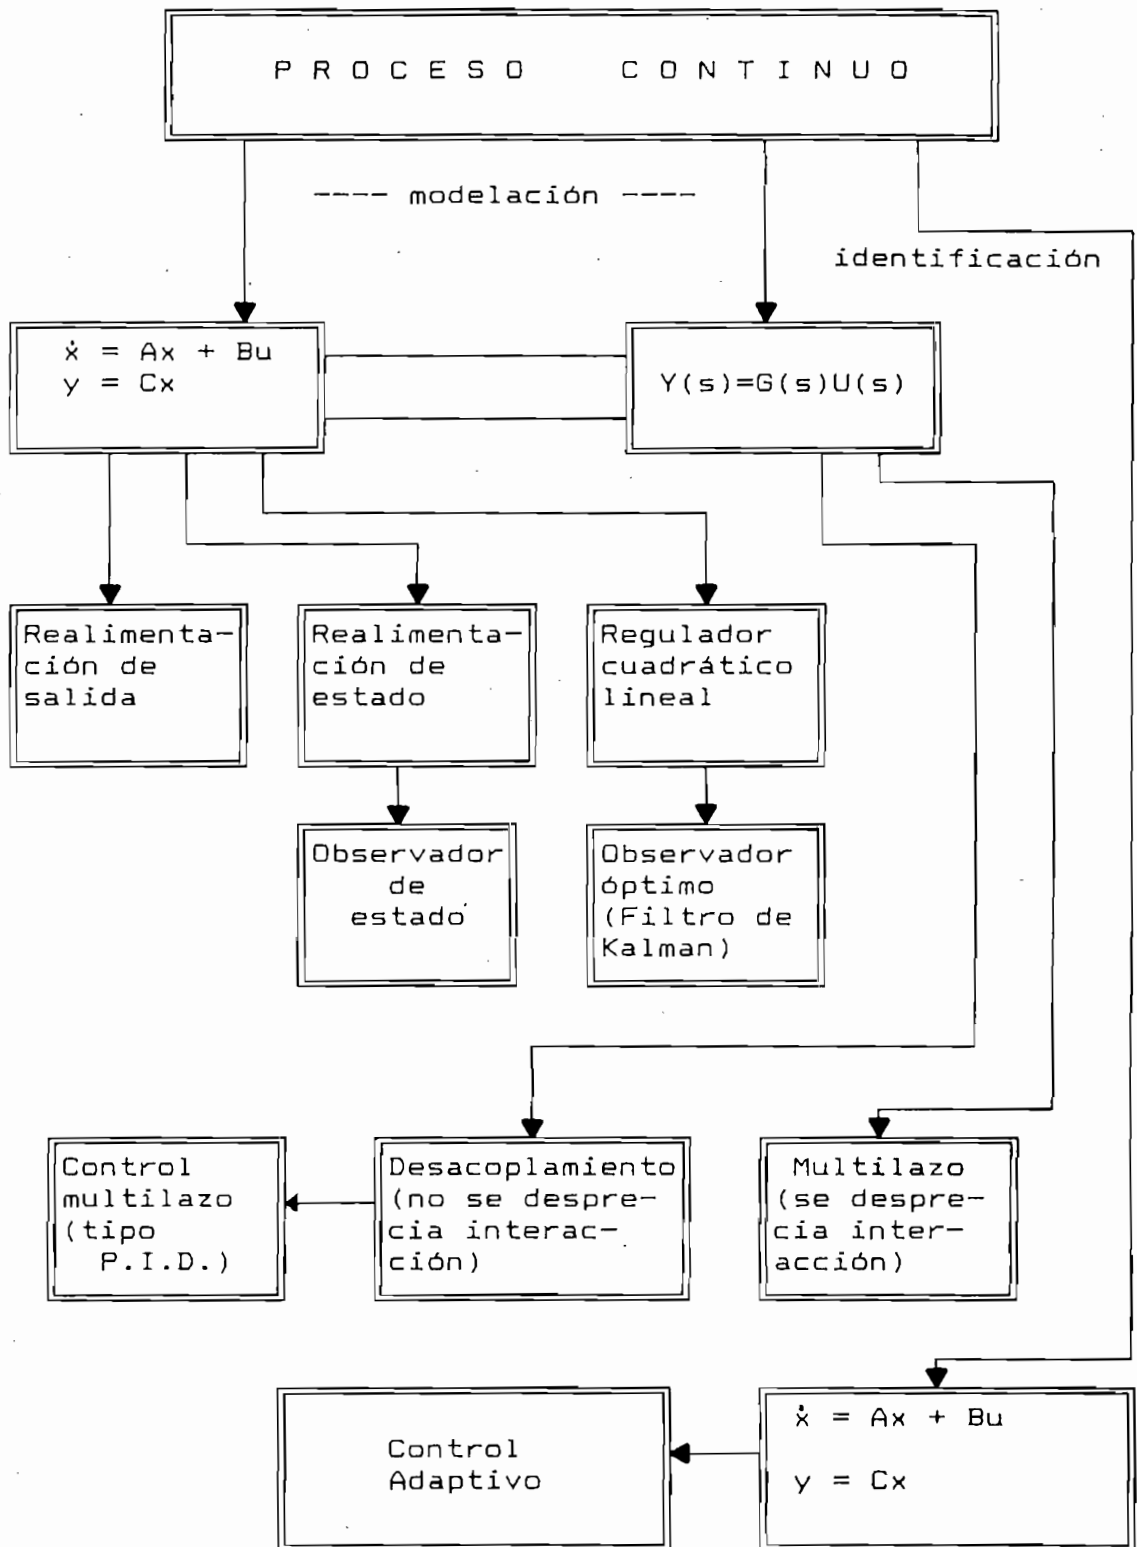 PROCESO CONTINUO
---- modelación ----
identificación
ẋ = Ax + Bu
y = Cx
Y(s)=G(s)U(s)
Realimenta-
ción de
salida
Realimenta-
ción de
estado
Regulador
cuadrático
lineal
Observador
de
estado
Observador
óptimo
(Filtro de
Kalman)
Control
multilazo
(tipo
P.I.D.)
Desacoplamiento
(no se despre-
cia interac-
ción)
Multilazo
(se despre-
cia inter-
acción)
Control
Adaptivo
ẋ = Ax + Bu
y = Cx